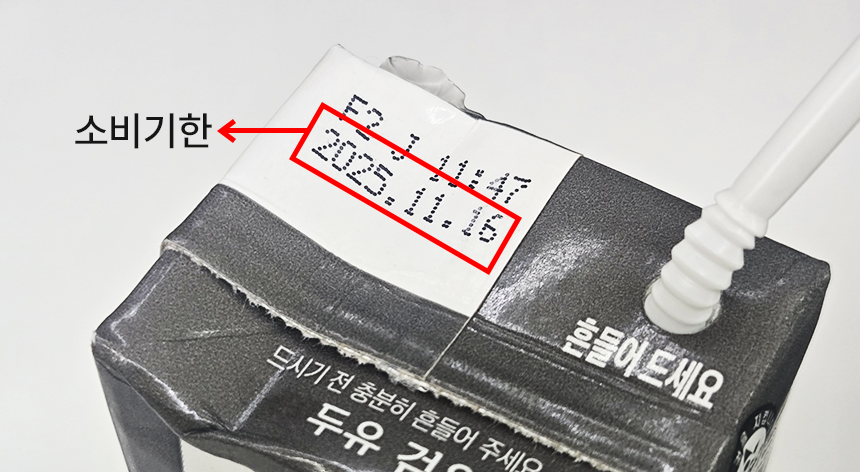 소비기한
F2 J 11:47
2025.11.16
흔들어드세요
드시기 전 충분히 흔들어 주세요
두유